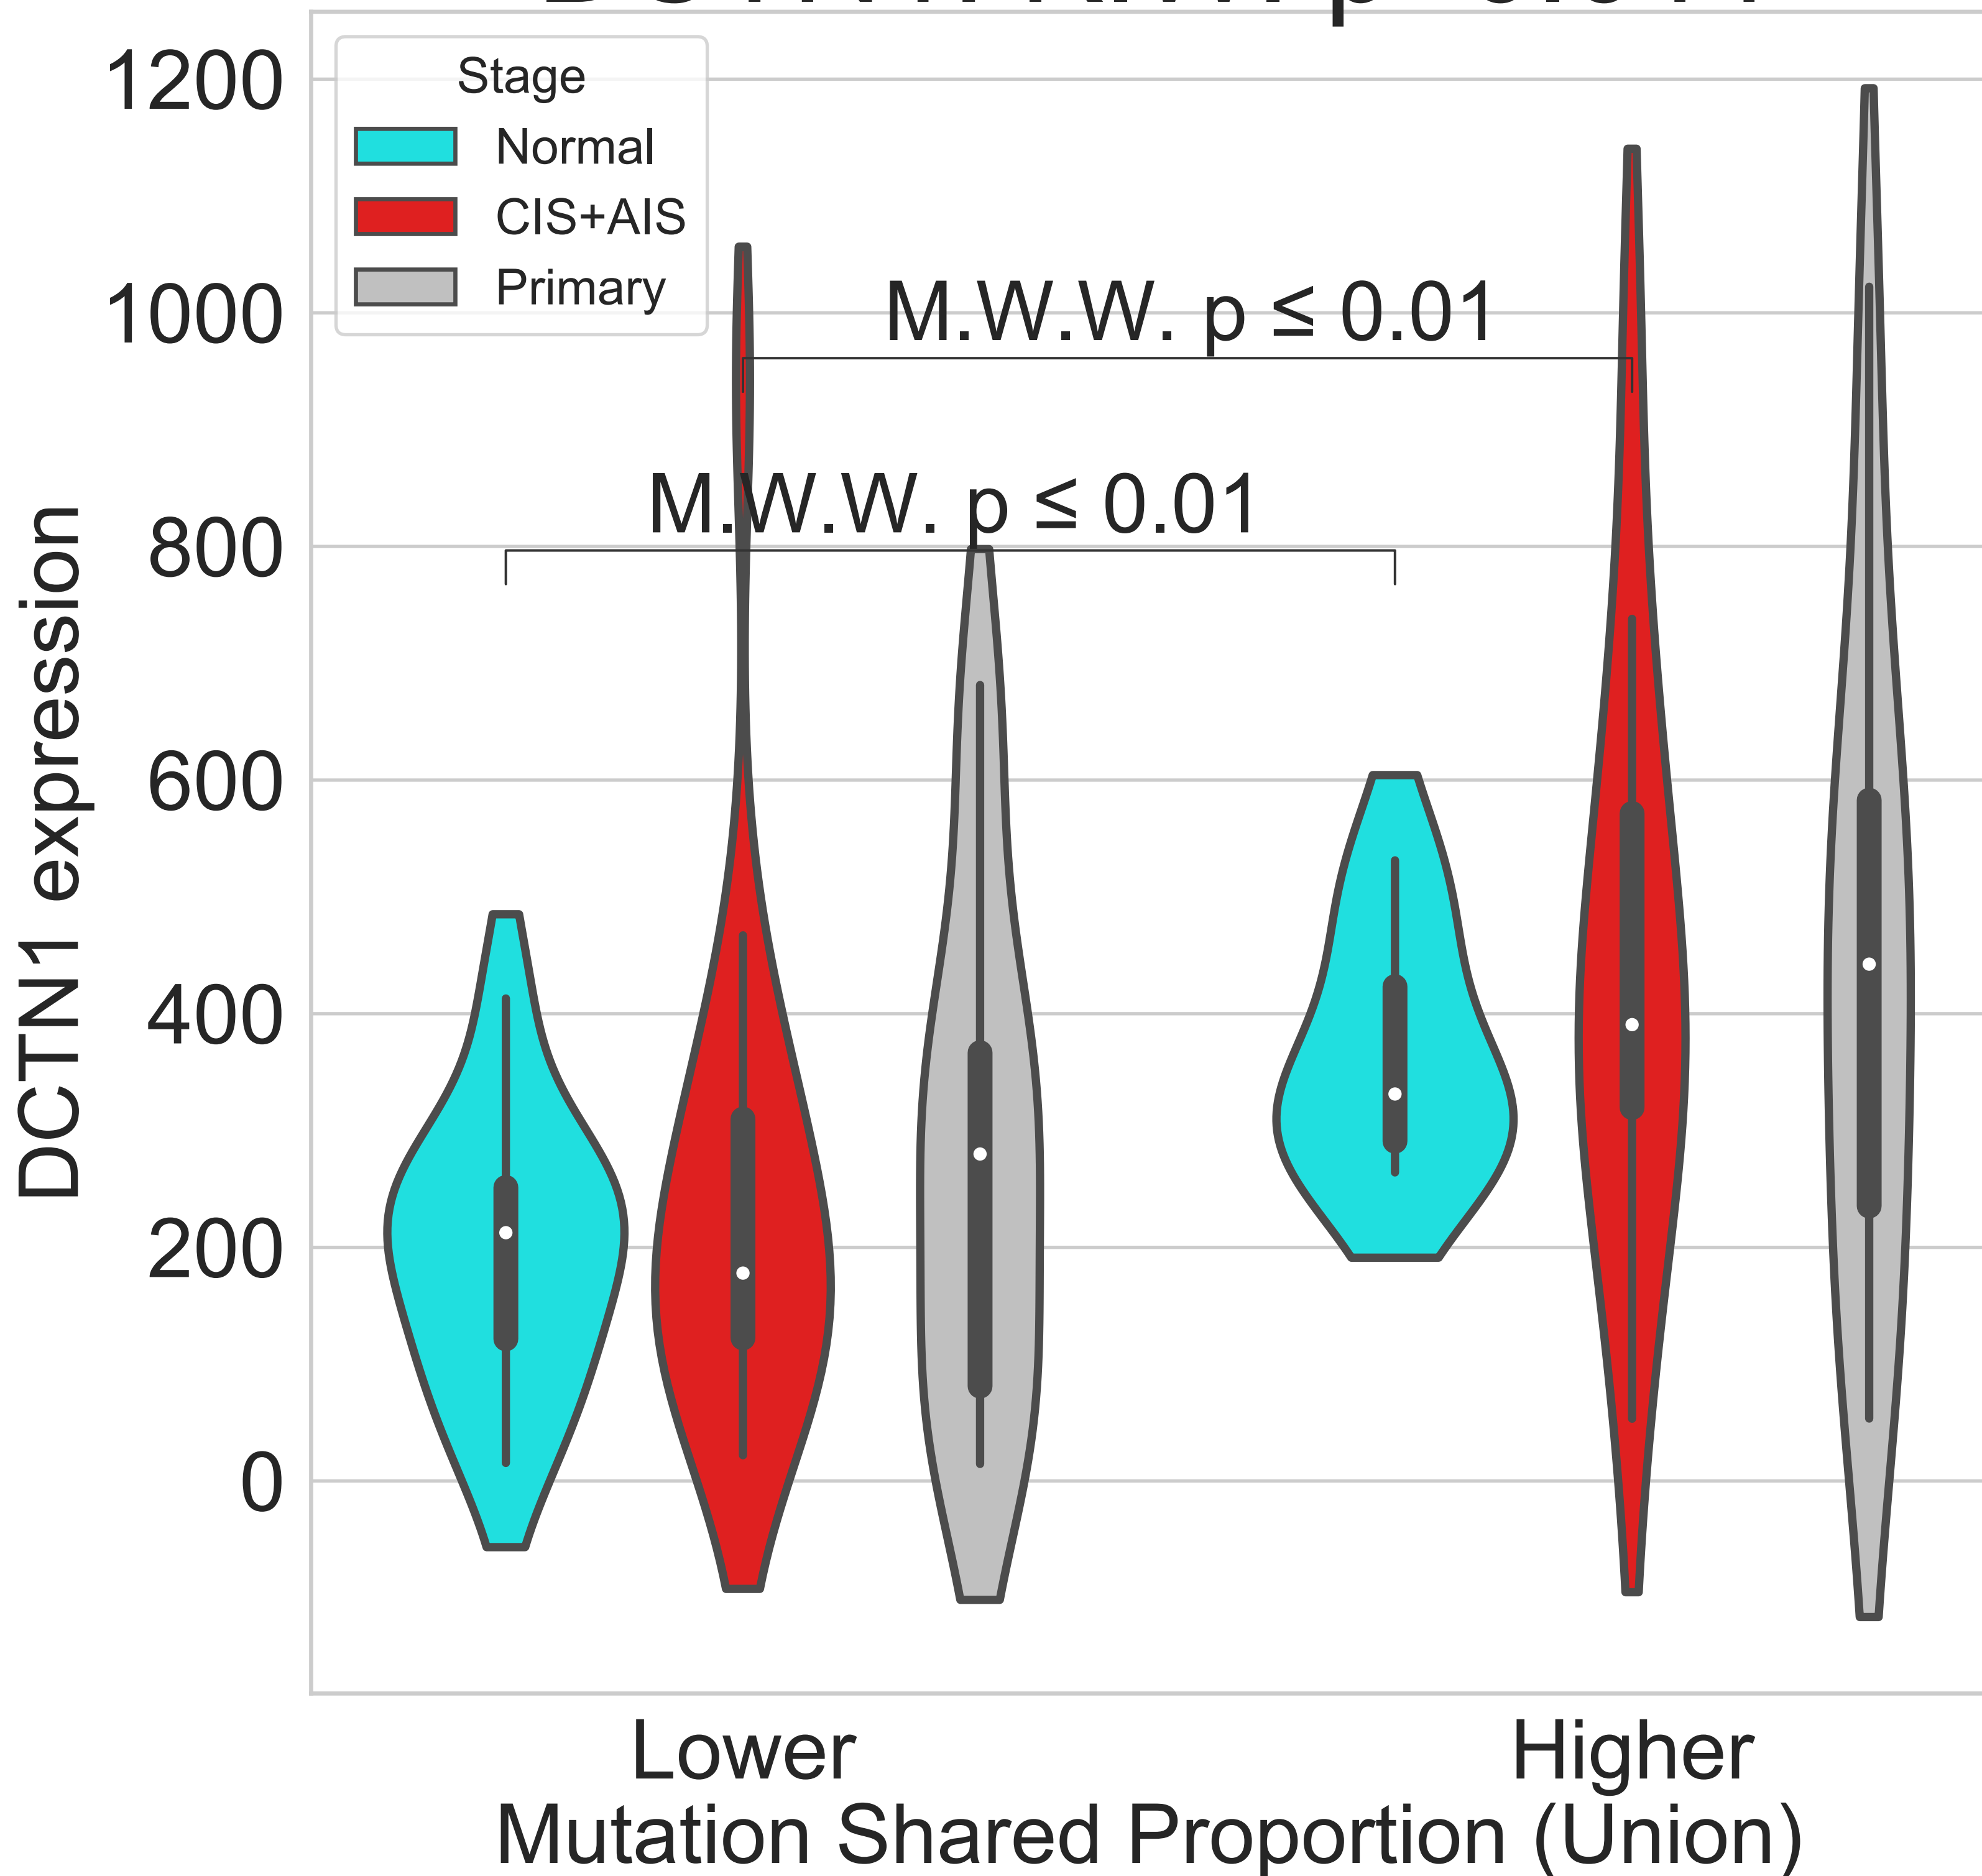 1200
1000
800
600
400
200
0
DCTN1 expression
Stage
Normal
CIS+AIS
Primary
M.W.W. p ≤ 0.01
M.W.W. p ≤ 0.01
Lower
Higher
Mutation Shared Proportion (Union)